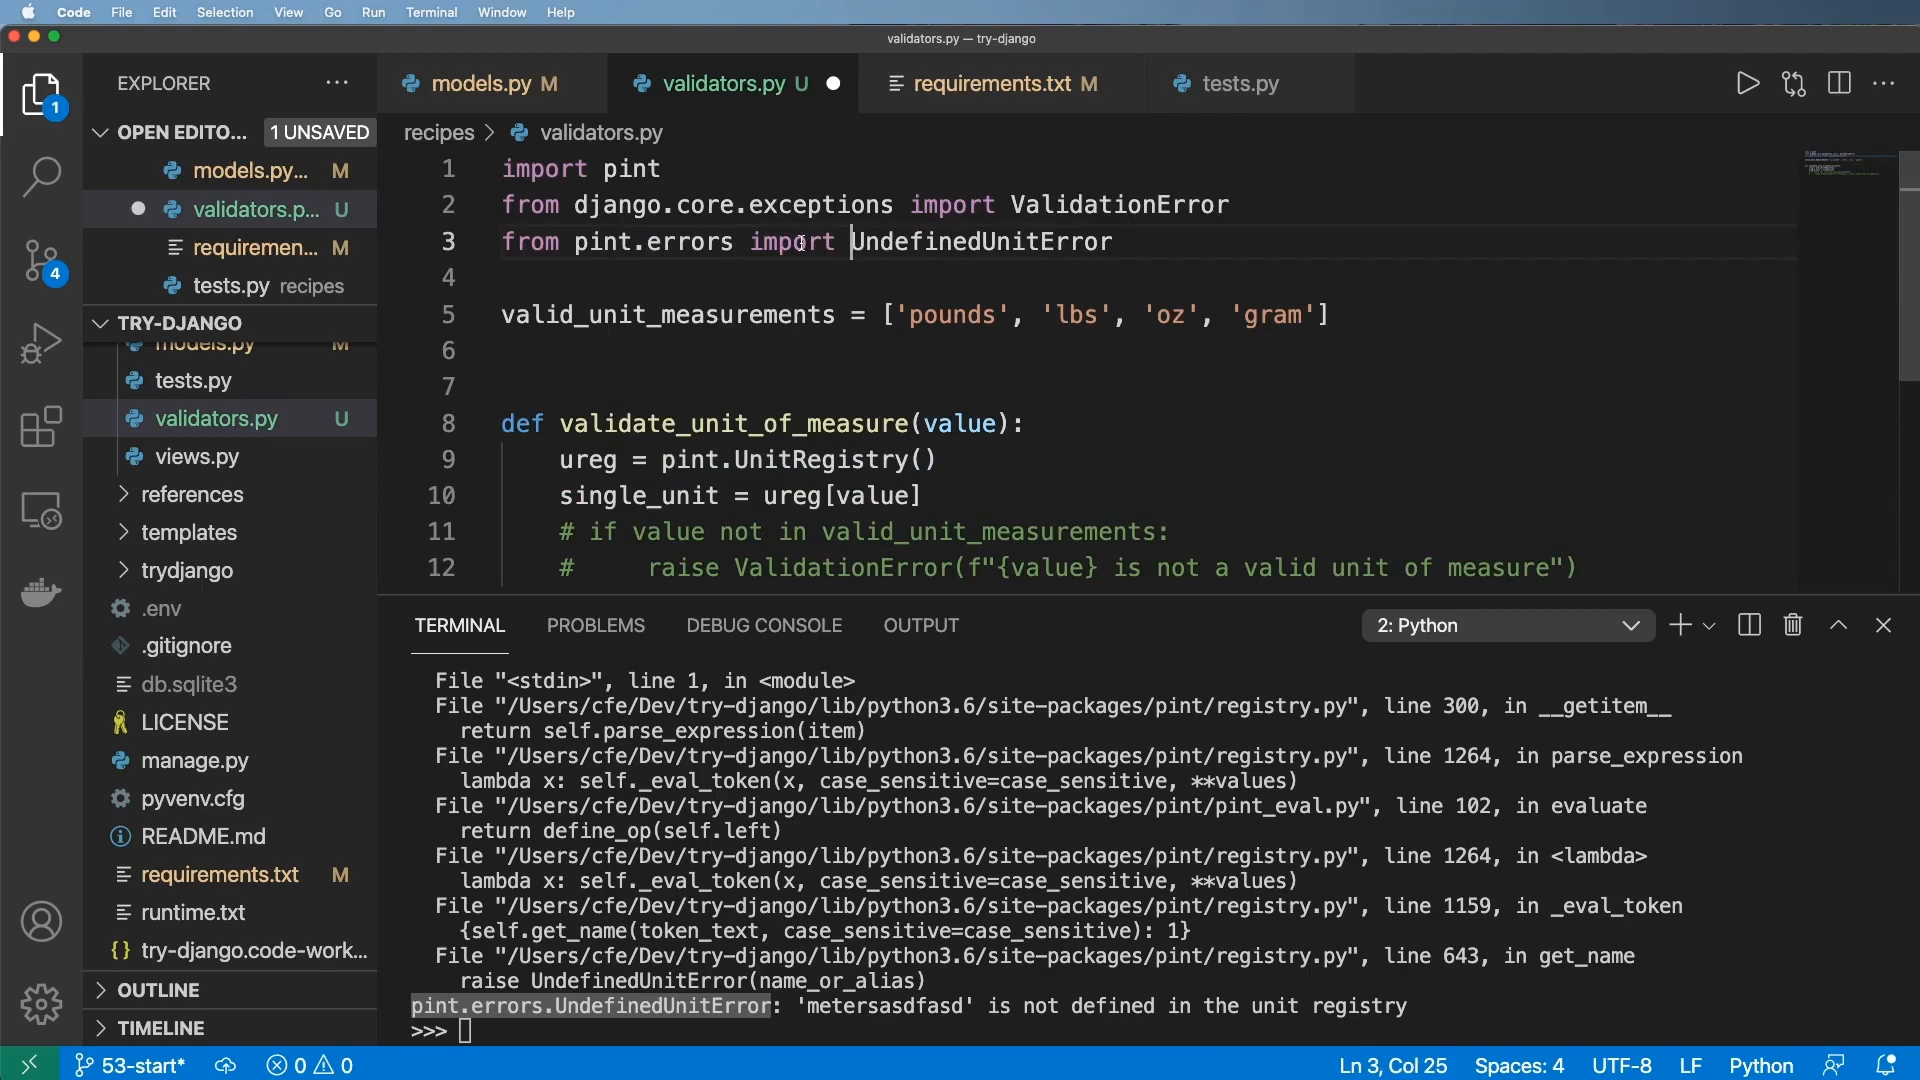 Code File Edit Selection View Go Run Terminal Window Help
validators.py — try-django
EXPLORER
models.py M
validators.py U
requirements.txt M
tests.py
1
OPEN EDITO... 1 UNSAVED
models.py... M
validators.p... U
requiremen... M
tests.py recipes
4
TRY-DJANGO
models.py M
tests.py
validators.py U
views.py
references
templates
trydjango
.env
.gitignore
db.sqlite3
LICENSE
manage.py
pyvenv.cfg
README.md
requirements.txt M
runtime.txt
{} try-django.code-work...
OUTLINE
TIMELINE
recipes > validators.py
1 import pint
2 from django.core.exceptions import ValidationError
3 from pint.errors import UndefinedUnitError
4
5 valid_unit_measurements = ['pounds', 'lbs', 'oz', 'gram']
6
7
8 def validate_unit_of_measure(value):
9 ureg = pint.UnitRegistry()
10 single_unit = ureg[value]
11 # if value not in valid_unit_measurements:
12 # raise ValidationError(f"{value} is not a valid unit of measure")
TERMINAL PROBLEMS DEBUG CONSOLE OUTPUT 2: Python
File "<stdin>", line 1, in <module>
File "/Users/cfe/Dev/try-django/lib/python3.6/site-packages/pint/registry.py", line 300, in __getitem__
return self.parse_expression(item)
File "/Users/cfe/Dev/try-django/lib/python3.6/site-packages/pint/registry.py", line 1264, in parse_expression
lambda x: self._eval_token(x, case_sensitive=case_sensitive, **values)
File "/Users/cfe/Dev/try-django/lib/python3.6/site-packages/pint/pint_eval.py", line 102, in evaluate
return define_op(self.left)
File "/Users/cfe/Dev/try-django/lib/python3.6/site-packages/pint/registry.py", line 1264, in <lambda>
lambda x: self._eval_token(x, case_sensitive=case_sensitive, **values)
File "/Users/cfe/Dev/try-django/lib/python3.6/site-packages/pint/registry.py", line 1159, in _eval_token
{self.get_name(token_text, case_sensitive=case_sensitive): 1}
File "/Users/cfe/Dev/try-django/lib/python3.6/site-packages/pint/registry.py", line 643, in get_name
raise UndefinedUnitError(name_or_alias)
pint.errors.UndefinedUnitError: 'metersasdfasd' is not defined in the unit registry
>>>
53-start* 0 0 Ln 3, Col 25 Spaces: 4 UTF-8 LF Python